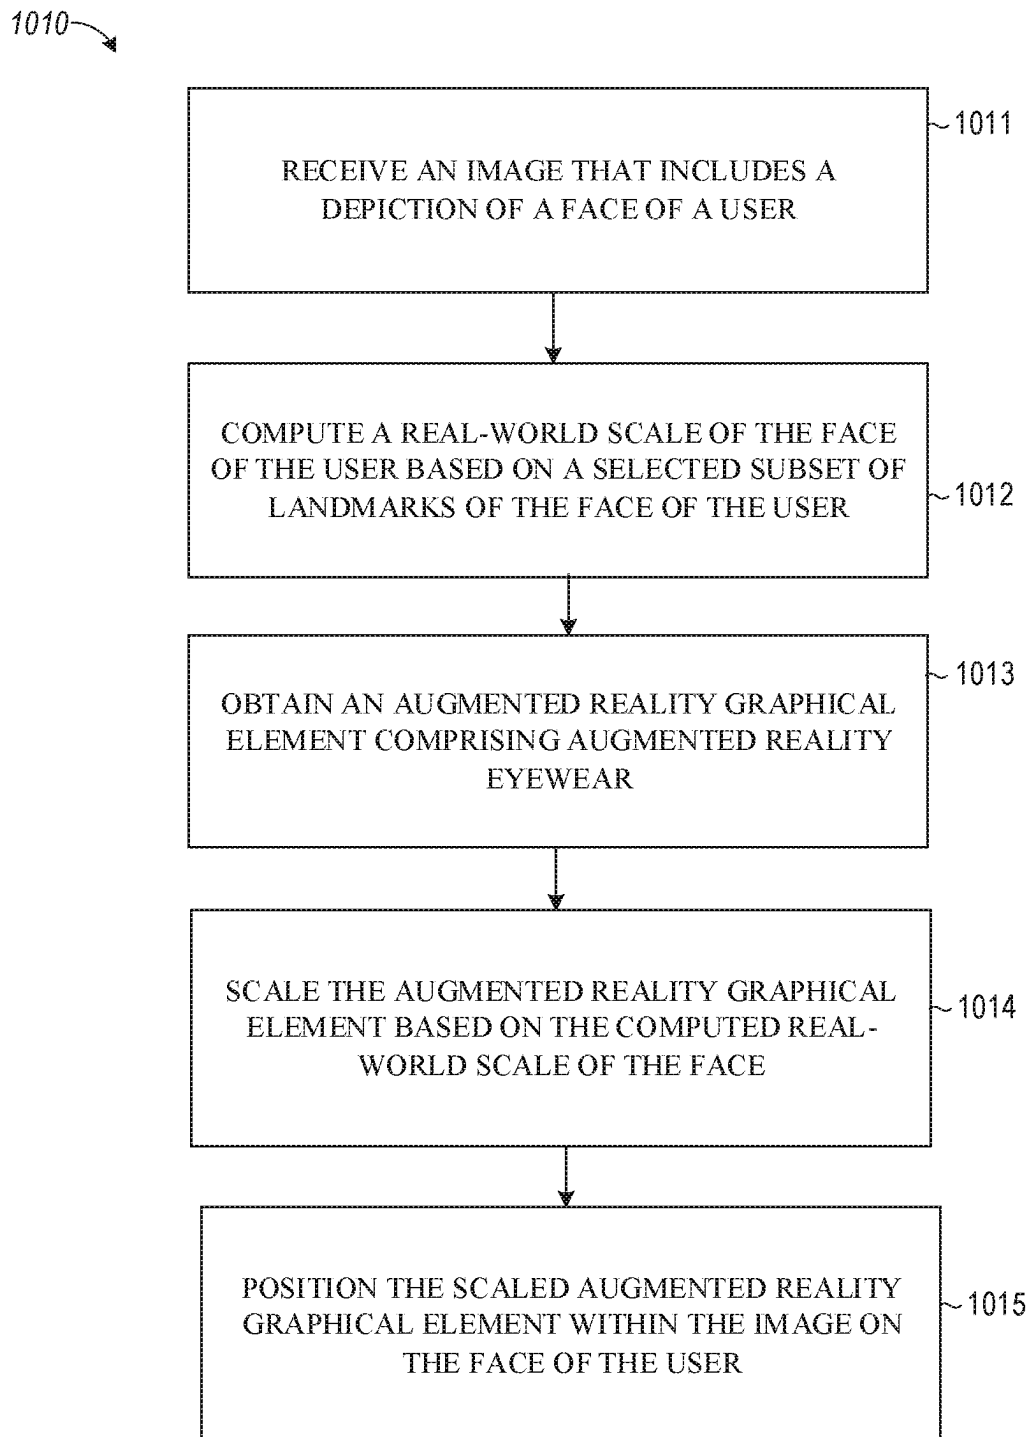 1010
1011
RECEIVE AN IMAGE THAT INCLUDES A
DEPICTION OF A FACE OF A USER
COMPUTE A REAL-WORLD SCALE OF THE FACE
OF THE USER BASED ON A SELECTED SUBSET OF
LANDMARKS OF THE FACE OF THE USER
1012
1013
OBTAIN AN AUGMENTED REALITY GRAPHICAL
ELEMENT COMPRISING AUGMENTED REALITY
EYEWEAR
SCALE THE AUGMENTED REALITY GRAPHICAL
ELEMENT BASED ON THE COMPUTED REAL-
WORLD SCALE OF THE FACE
1014
POSITION THE SCALED AUGMENTED REALITY
GRAPHICAL ELEMENT WITHIN THE IMAGE ON
THE FACE OF THE USER
1015